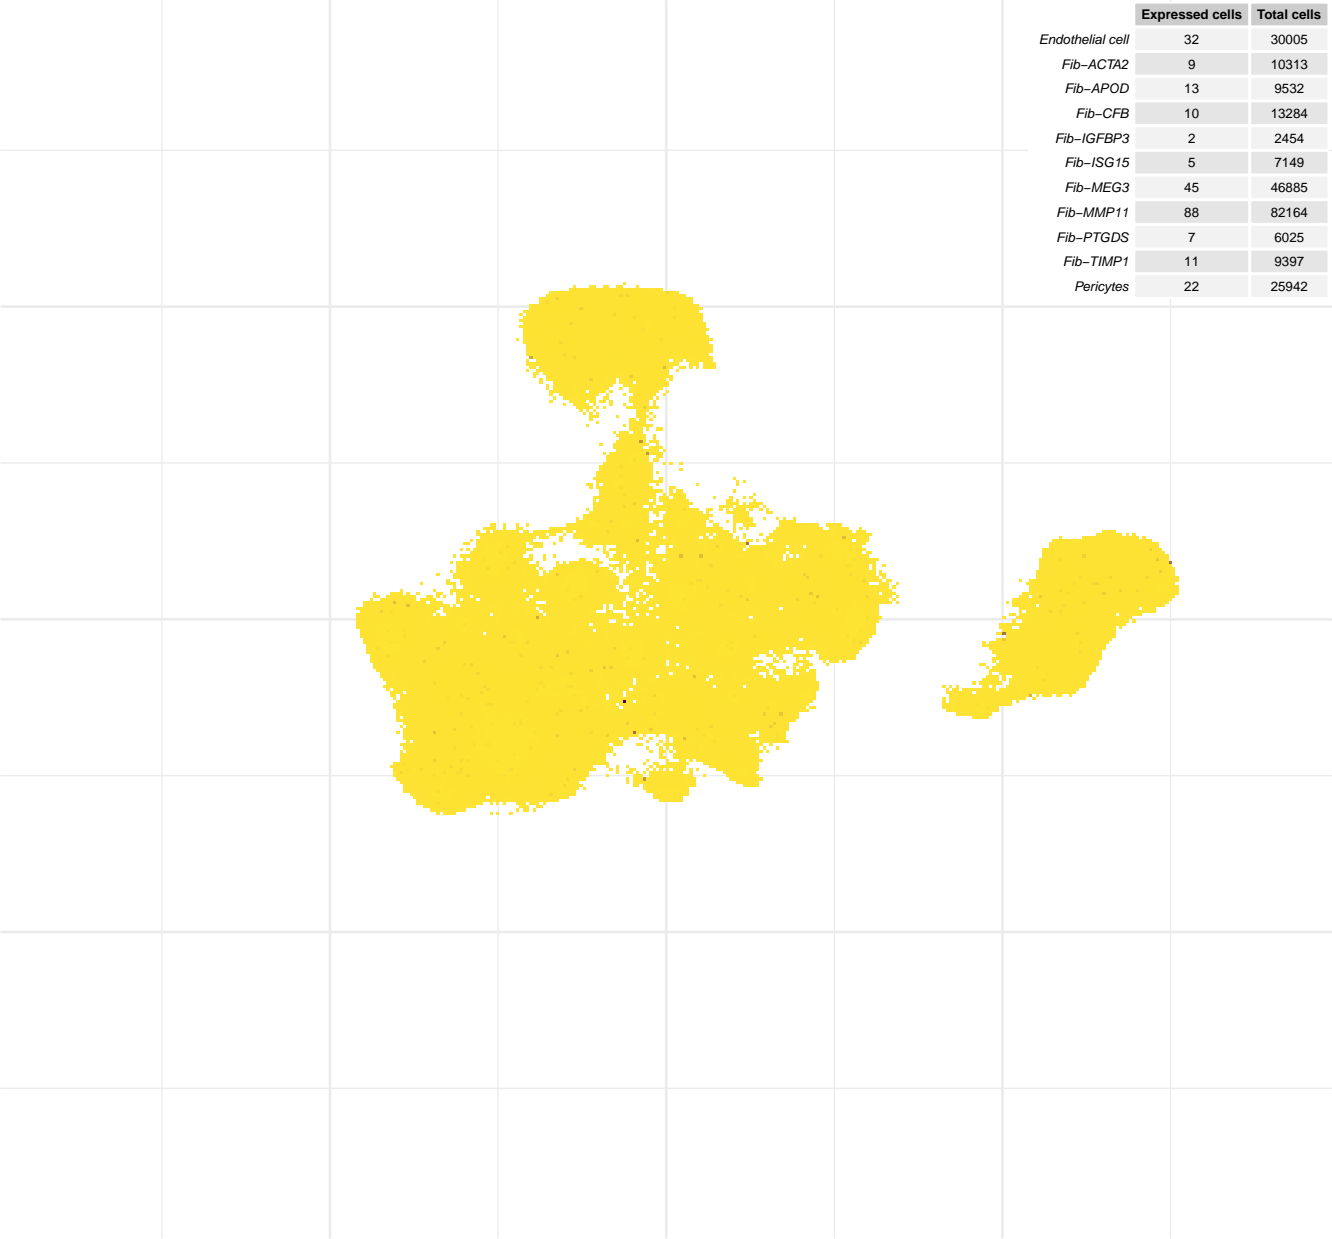 Expressed cells Total cells
Endothelial cell 32 30005
Fib−ACTA2 9 10313
Fib−APOD 13 9532
Fib−CFB 10 13284
Fib−IGFBP3 2 2454
Fib−ISG15 5 7149
Fib−MEG3 45 46885
Fib−MMP11 88 82164
Fib−PTGDS 7 6025
Fib−TIMP1 11 9397
Pericytes 22 25942